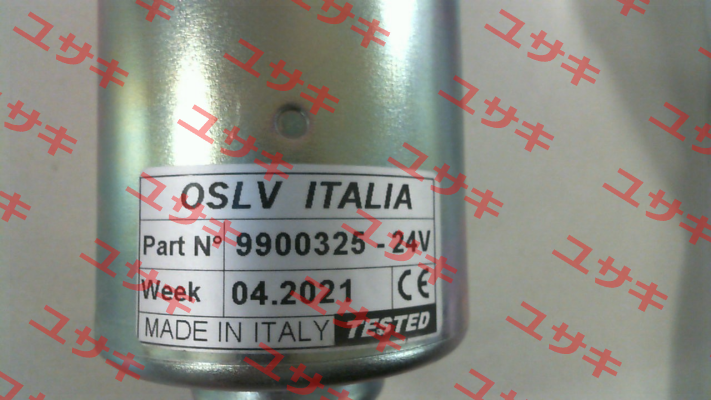 OSLV ITALIA
Part N° 9900325 - 24V
Week 04.2021 CE
MADE IN ITALY TESTED
ユサキ